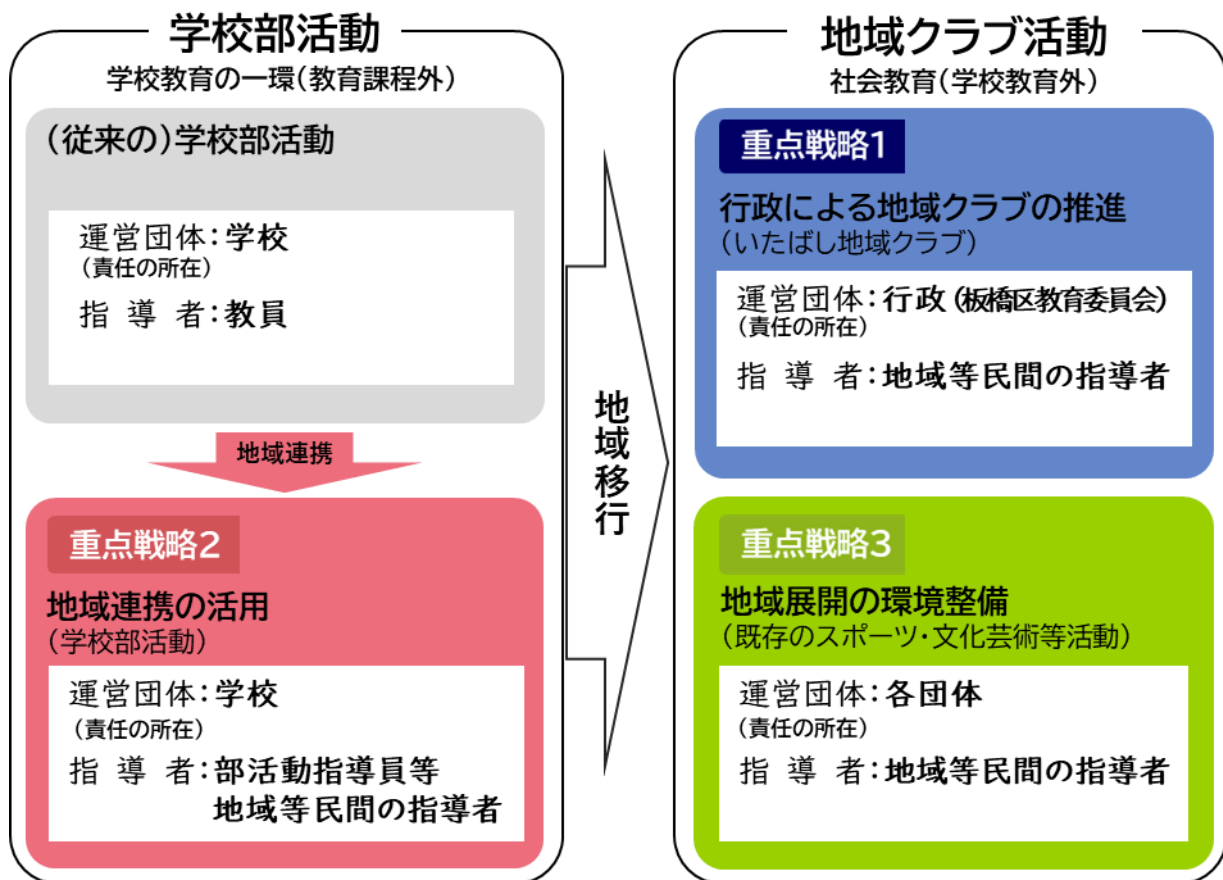 学校部活動
学校教育の一環(教育課程外)
(従来の)学校部活動
運営団体:学校
(責任の所在)
指導者:教員
地域連携
重点戦略2
地域連携の活用
(学校部活動)
運営団体:学校
(責任の所在)
指導者:部活動指導員等
地域等民間の指導者
地域移行
地域クラブ活動
社会教育(学校教育外)
重点戦略1
行政による地域クラブの推進
(いたばし地域クラブ)
運営団体:行政(板橋区教育委員会)
(責任の所在)
指導者:地域等民間の指導者
重点戦略3
地域展開の環境整備
(既存のスポーツ・文化芸術等活動)
運営団体:各団体
(責任の所在)
指導者:地域等民間の指導者